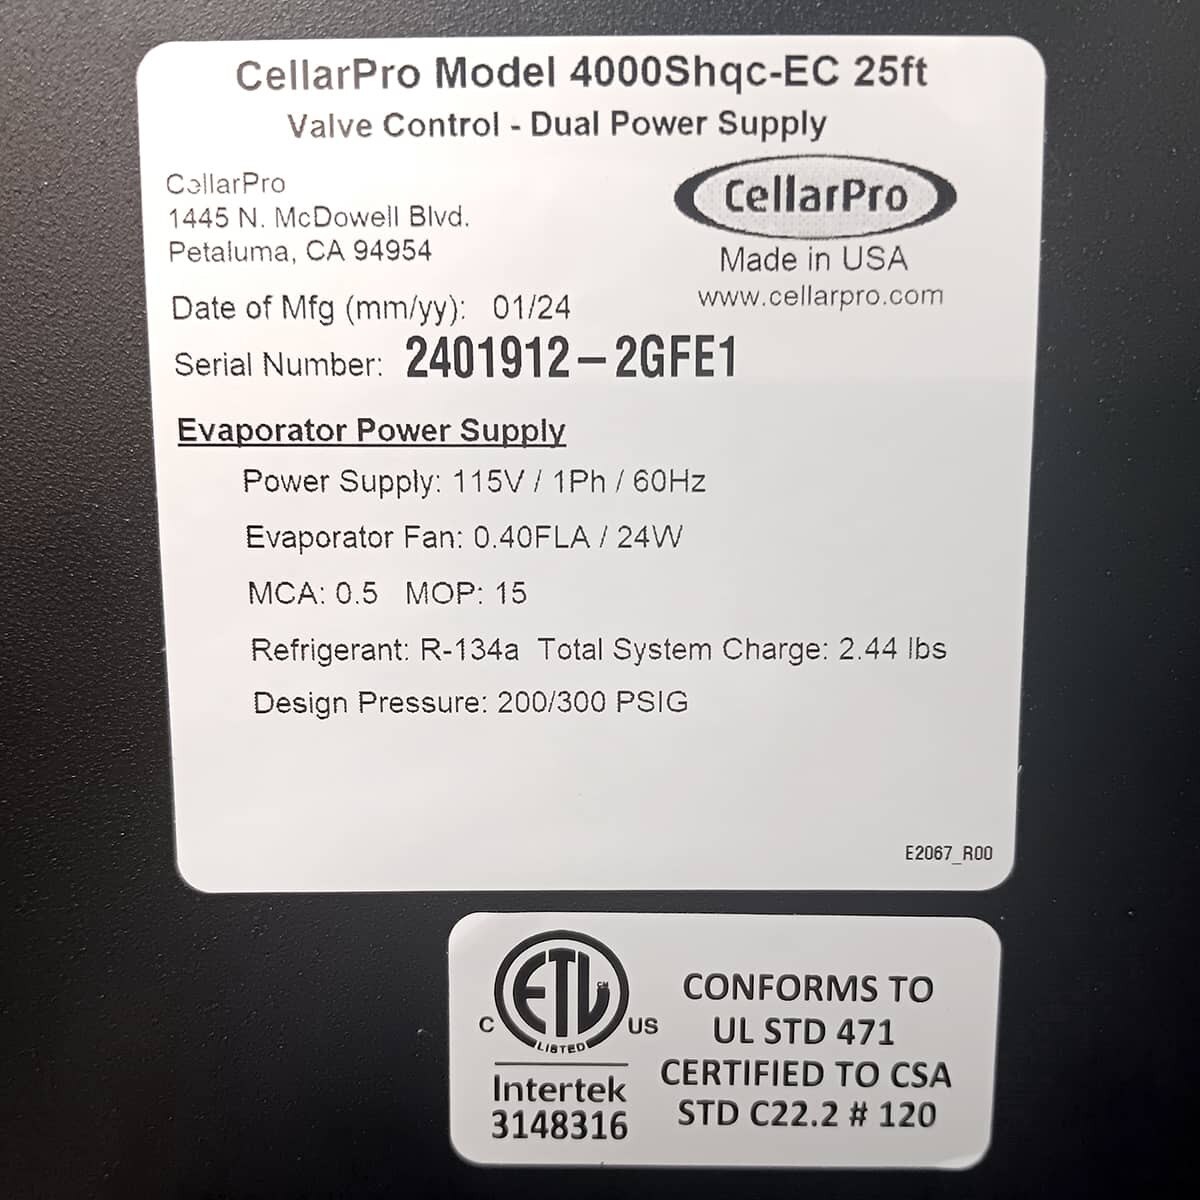 CellarPro Model 4000Shqc-EC 25ft
Valve Control - Dual Power Supply
CellarPro
1445 N. McDowell Blvd.
Petaluma, CA 94954
CellarPro
Made in USA
www.cellarpro.com
Date of Mfg (mm/yy): 01/24
Serial Number: 2401912-2GFE1
Evaporator Power Supply
Power Supply: 115V / 1Ph / 60Hz
Evaporator Fan: 0.40FLA / 24W
MCA: 0.5 MOP: 15
Refrigerant: R-134a Total System Charge: 2.44 lbs
Design Pressure: 200/300 PSIG
E2067_R00
ETL CM
C US
LISTED
Intertek
3148316
CONFORMS TO
UL STD 471
CERTIFIED TO CSA
STD C22.2 # 120